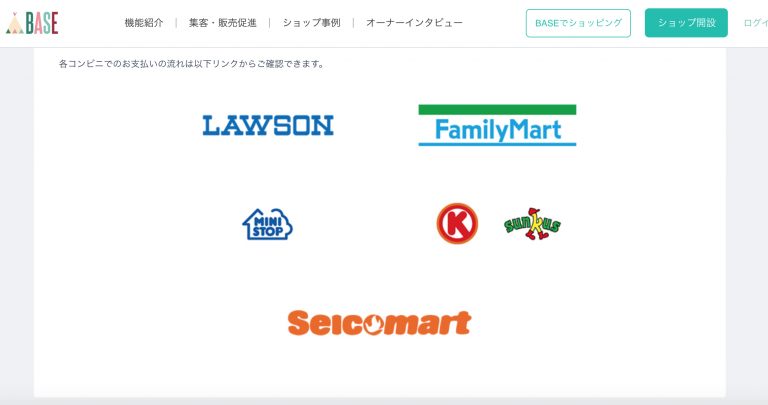 BASE
機能紹介 | 集客・販売促進 | ショップ事例 | オーナーインタビュー
BASEでショッピング
ショップ開設
ログイ
各コンビニでのお支払いの流れは以下リンクからご確認できます。
LAWSON
FamilyMart
MINI
STOP
K
sunkus
Seicomart